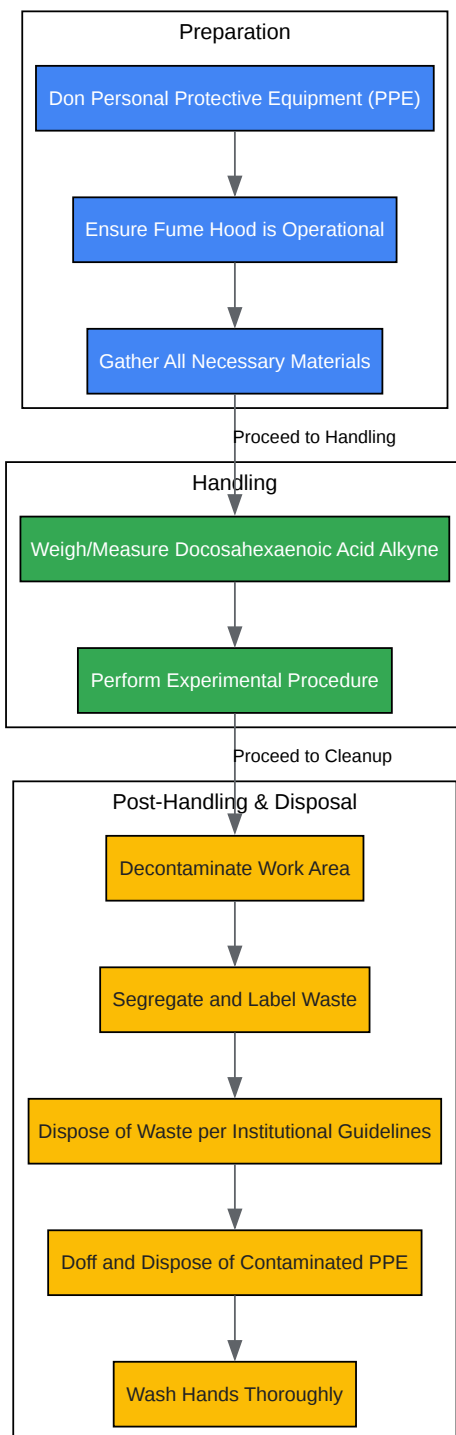 Preparation
Don Personal Protective Equipment (PPE)
Ensure Fume Hood is Operational
Gather All Necessary Materials
Proceed to Handling
Handling
Weigh/Measure Docosahexaenoic Acid Alkyne
Perform Experimental Procedure
Proceed to Cleanup
Post-Handling & Disposal
Decontaminate Work Area
Segregate and Label Waste
Dispose of Waste per Institutional Guidelines
Doff and Dispose of Contaminated PPE
Wash Hands Thoroughly